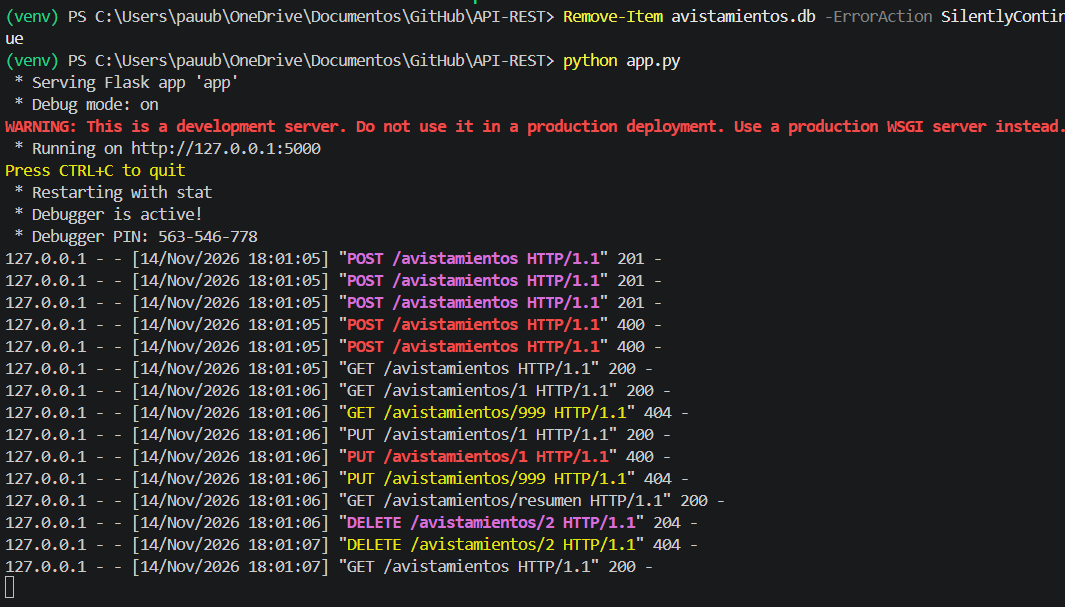 (venv) PS C:\Users\pauub\OneDrive\Documentos\GitHub\API-REST> Remove-Item avistamientos.db -ErrorAction SilentlyContin
ue
(venv) PS C:\Users\pauub\OneDrive\Documentos\GitHub\API-REST> python app.py
 * Serving Flask app 'app'
 * Debug mode: on
WARNING: This is a development server. Do not use it in a production deployment. Use a production WSGI server instead.
 * Running on http://127.0.0.1:5000
Press CTRL+C to quit
 * Restarting with stat
 * Debugger is active!
 * Debugger PIN: 563-546-778
127.0.0.1 - - [14/Nov/2026 18:01:05] "POST /avistamientos HTTP/1.1" 201 -
127.0.0.1 - - [14/Nov/2026 18:01:05] "POST /avistamientos HTTP/1.1" 201 -
127.0.0.1 - - [14/Nov/2026 18:01:05] "POST /avistamientos HTTP/1.1" 201 -
127.0.0.1 - - [14/Nov/2026 18:01:05] "POST /avistamientos HTTP/1.1" 400 -
127.0.0.1 - - [14/Nov/2026 18:01:05] "POST /avistamientos HTTP/1.1" 400 -
127.0.0.1 - - [14/Nov/2026 18:01:05] "GET /avistamientos HTTP/1.1" 200 -
127.0.0.1 - - [14/Nov/2026 18:01:06] "GET /avistamientos/1 HTTP/1.1" 200 -
127.0.0.1 - - [14/Nov/2026 18:01:06] "GET /avistamientos/999 HTTP/1.1" 404 -
127.0.0.1 - - [14/Nov/2026 18:01:06] "PUT /avistamientos/1 HTTP/1.1" 200 -
127.0.0.1 - - [14/Nov/2026 18:01:06] "PUT /avistamientos/1 HTTP/1.1" 400 -
127.0.0.1 - - [14/Nov/2026 18:01:06] "PUT /avistamientos/999 HTTP/1.1" 404 -
127.0.0.1 - - [14/Nov/2026 18:01:06] "GET /avistamientos/resumen HTTP/1.1" 200 -
127.0.0.1 - - [14/Nov/2026 18:01:06] "DELETE /avistamientos/2 HTTP/1.1" 204 -
127.0.0.1 - - [14/Nov/2026 18:01:07] "DELETE /avistamientos/2 HTTP/1.1" 404 -
127.0.0.1 - - [14/Nov/2026 18:01:07] "GET /avistamientos HTTP/1.1" 200 -